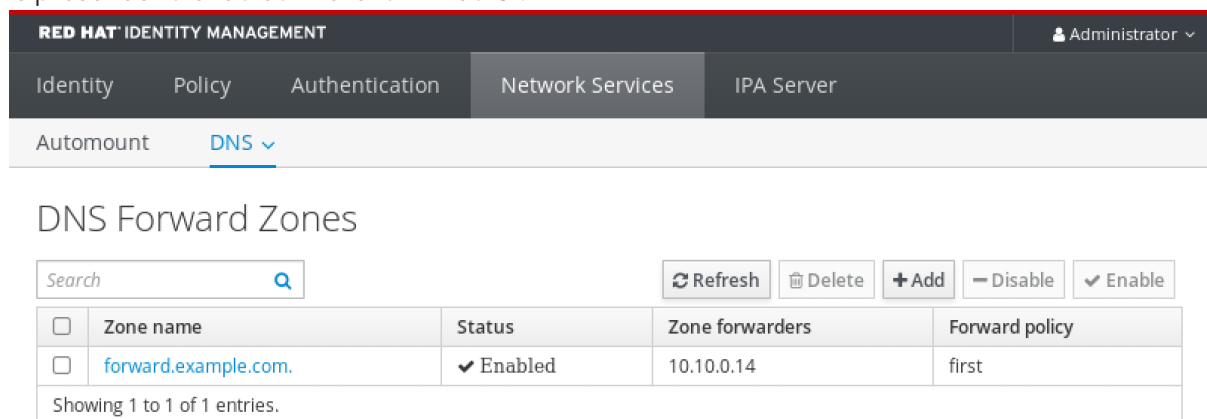 RED HAT® IDENTITY MANAGEMENT Administrator
Identity Policy Authentication Network Services IPA Server
Automount DNS
DNS Forward Zones
Search Refresh Delete Add Disable Enable
Zone name Status Zone forwarders Forward policy
forward.example.com. Enabled 10.10.0.14 first
Showing 1 to 1 of 1 entries.